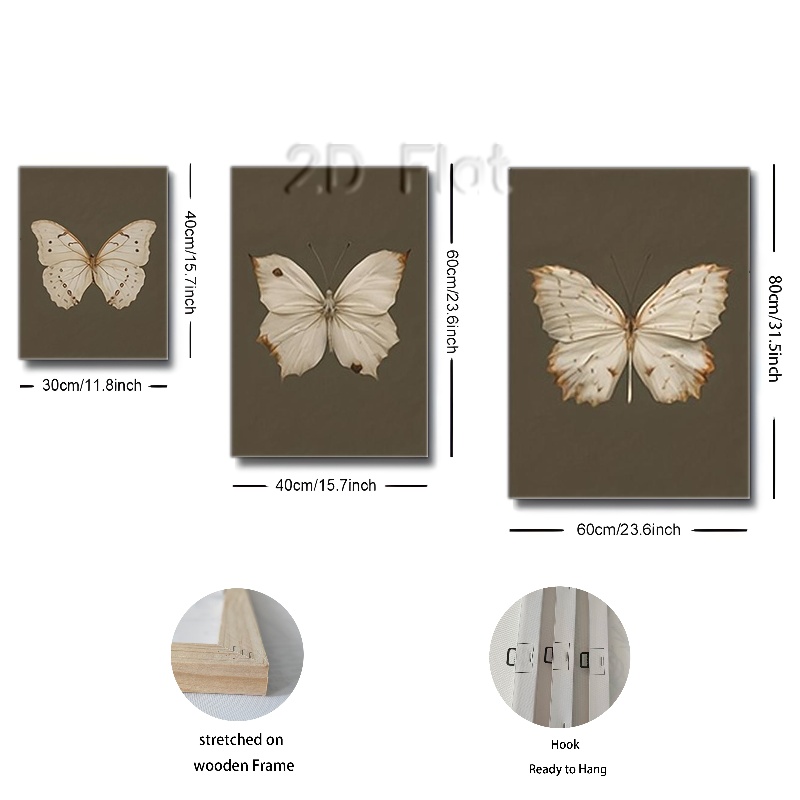 2D Flat
40cm/15.7inch
30cm/11.8inch
60cm/23.6inch
40cm/15.7inch
80cm/31.5inch
60cm/23.6inch
stretched on
wooden Frame
Hook
Ready to Hang